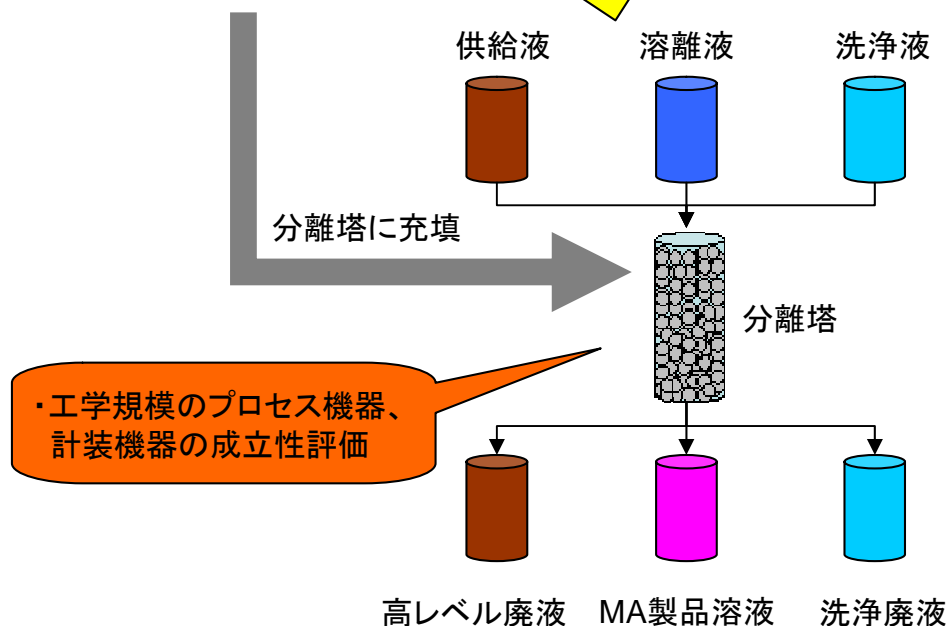 供給液 溶離液 洗浄液
分離塔に充填
分離塔
・工学規模のプロセス機器、
計装機器の成立性評価
高レベル廃液 MA製品溶液 洗浄廃液